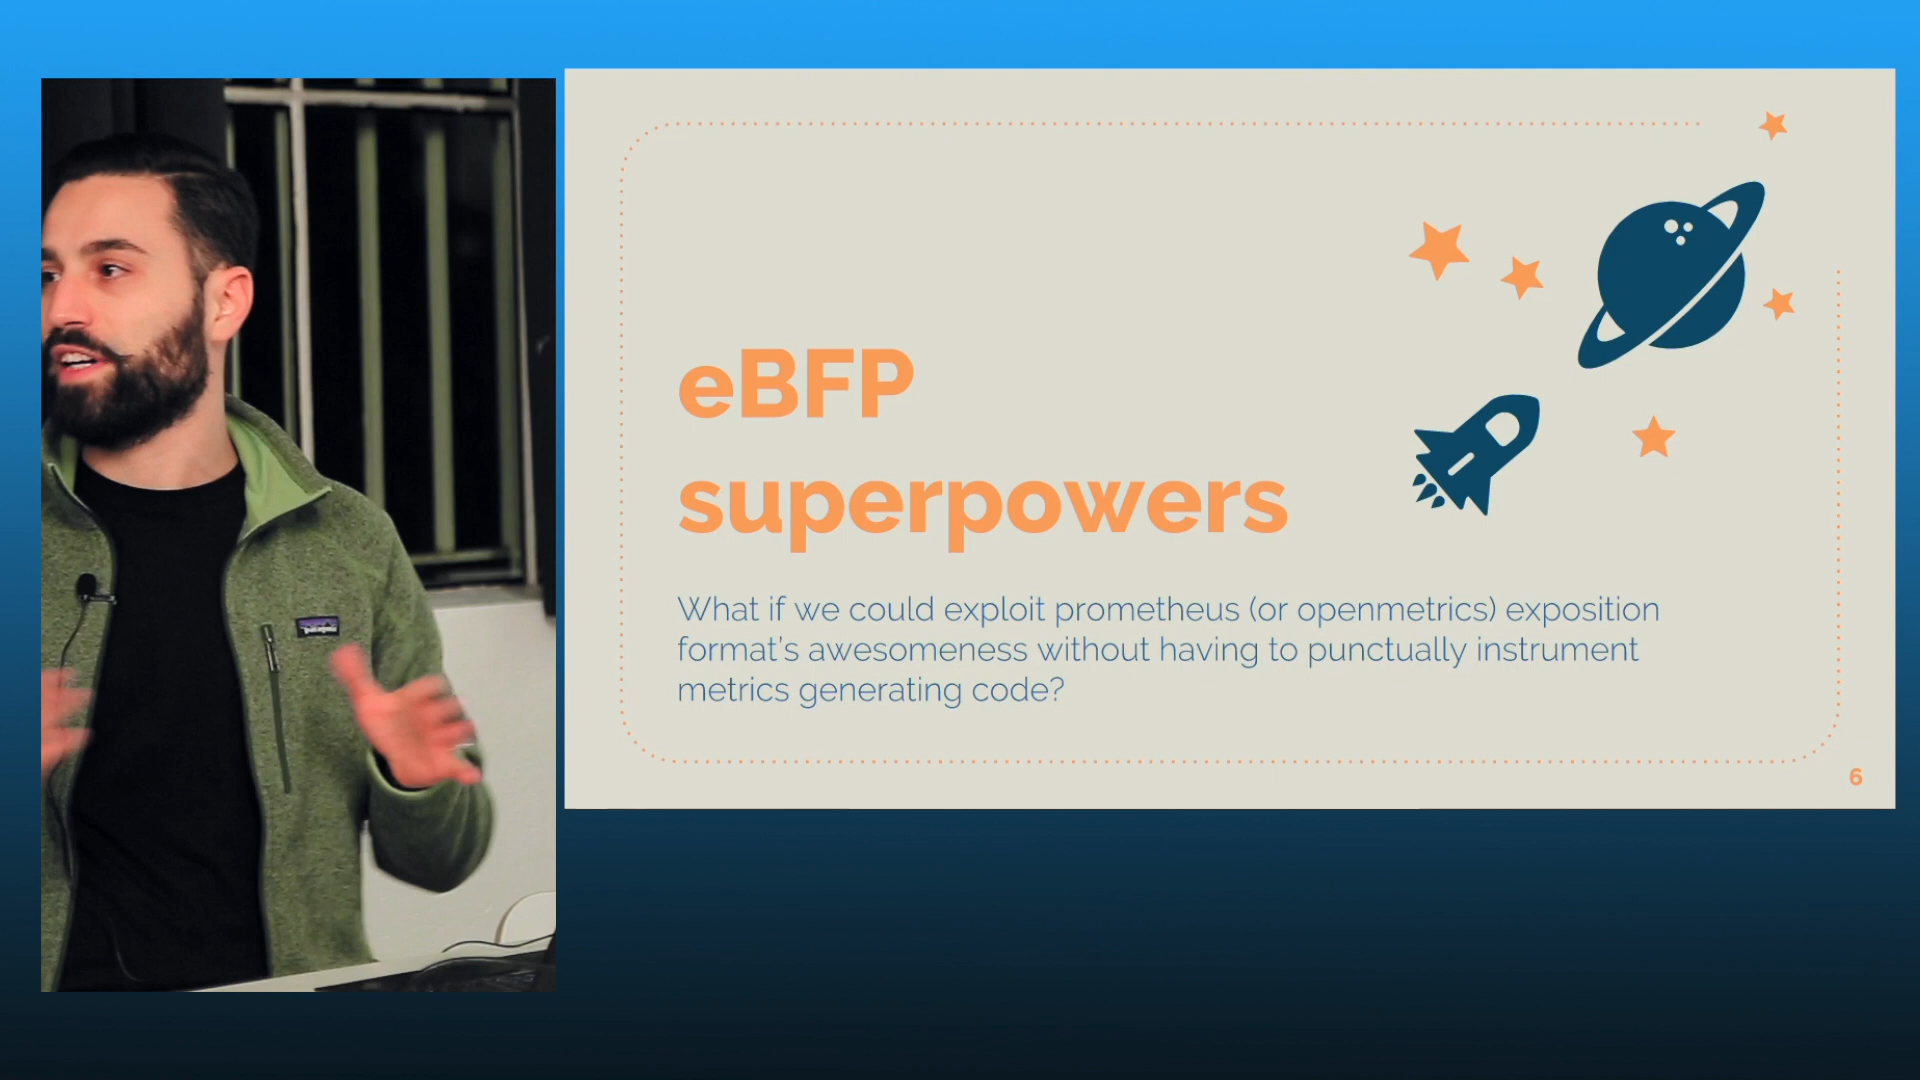 eBFP
superpowers
What if we could exploit prometheus (or openmetrics) exposition
format's awesomeness without having to punctually instrument
metrics generating code?
6
patagonia